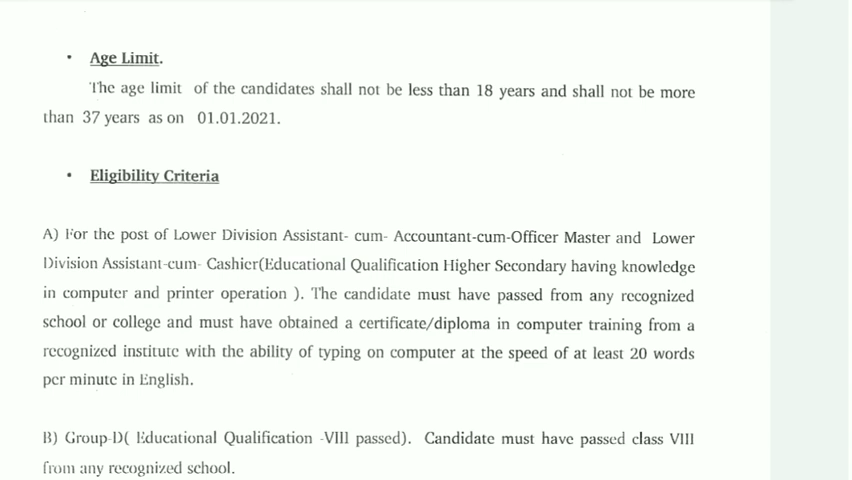 • Age Limit.
The age limit of the candidates shall not be less than 18 years and shall not be more
than 37 years as on 01.01.2021.
• Eligibility Criteria
A) For the post of Lower Division Assistant- cum- Accountant-cum-Officer Master and Lower
Division Assistant-cum- Cashier(Educational Qualification Higher Secondary having knowledge
in computer and printer operation ). The candidate must have passed from any recognized
school or college and must have obtained a certificate/diploma in computer training from a
recognized institute with the ability of typing on computer at the speed of at least 20 words
per minute in English.
B) Group-D( Educational Qualification -VIII passed). Candidate must have passed class VIII
from any recognized school.